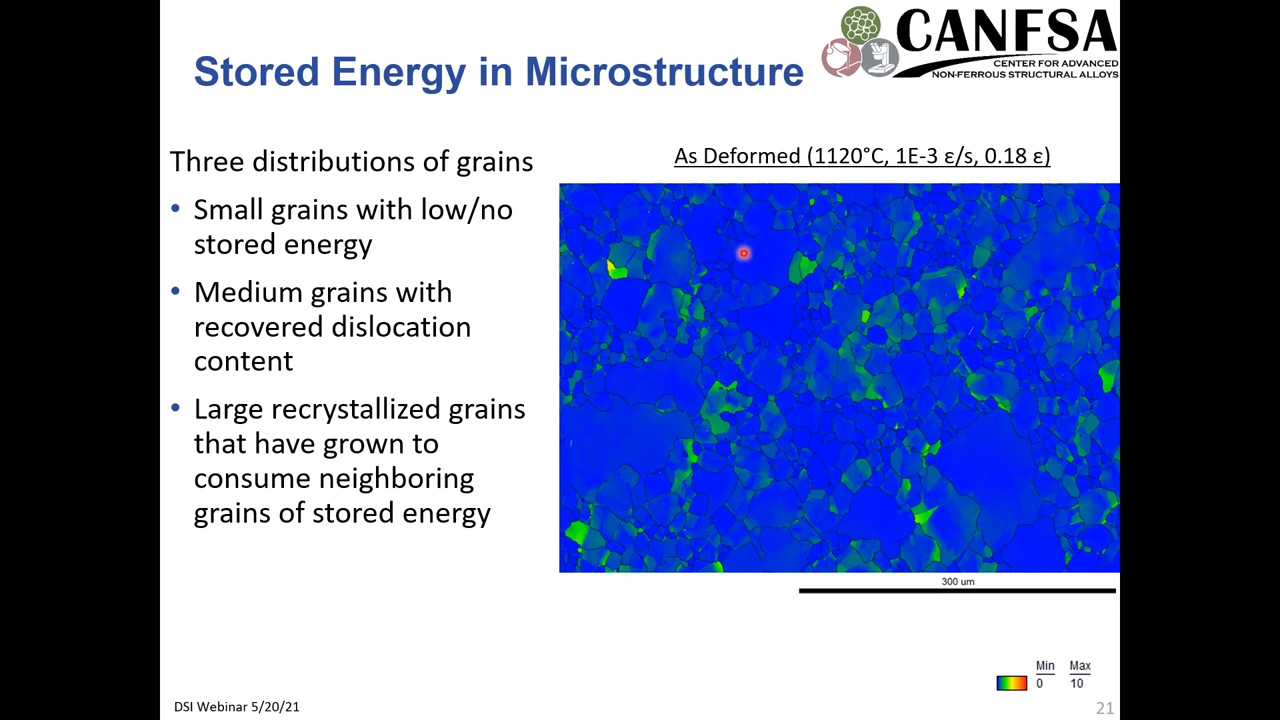 CANFSA
CENTER FOR ADVANCED
NON-FERROUS STRUCTURAL ALLOYS
Stored Energy in Microstructure
Three distributions of grains
• Small grains with low/no
stored energy
• Medium grains with
recovered dislocation
content
• Large recrystallized grains
that have grown to
consume neighboring
grains of stored energy
As Deformed (1120°C, 1E-3 ε/s, 0.18 ε)
300 um
Min Max
0 10
DSI Webinar 5/20/21
21